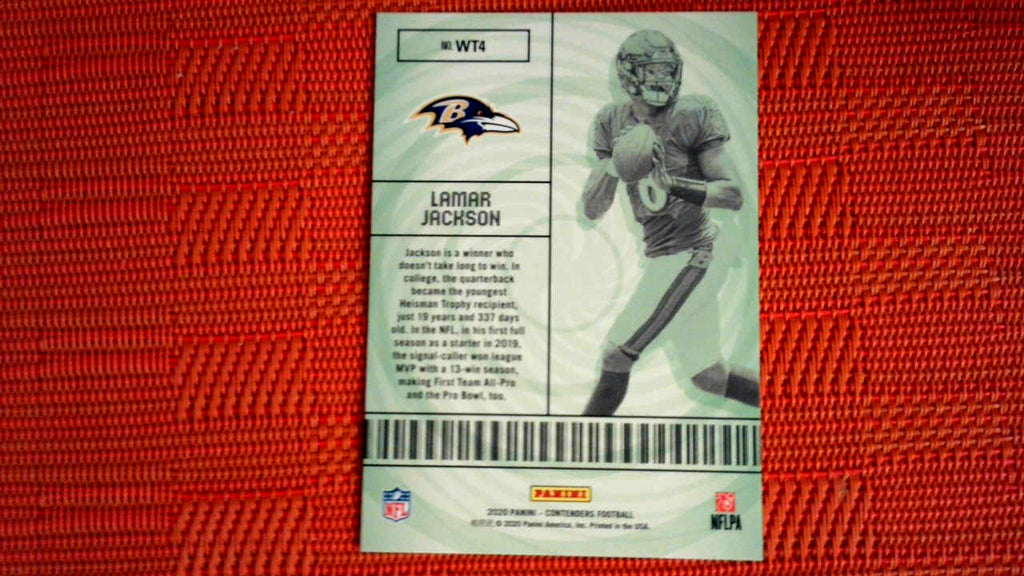 NO. WT4
B
LAMAR
JACKSON
Jackson is a winner who
doesn't take long to win. In
college, the quarterback
became the youngest
Heisman Trophy recipient,
just 19 years and 337 days
old. In the NFL, in his first full
season as a starter in 2019,
the signal-caller won league
MVP with a 13-win season,
making First Team All-Pro
and the Pro Bowl, too.
NFL
PANINI
2020 PANINI - CONTENDERS FOOTBALL
© 2020 Panini America, Inc. Printed in the USA.
NFLPA